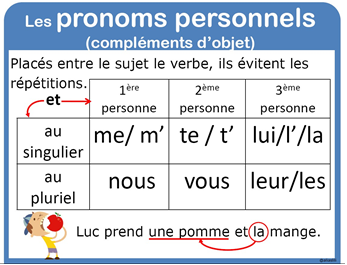 Les pronoms personnels
(compléments d'objet)
Placés entre le sujet le verbe, ils évitent les
répétitions.
et
1ère personne 2ème personne 3ème personne
au singulier me/ m' te / t' lui/l'/la
au pluriel nous vous leur/les
Luc prend une pomme et la mange.